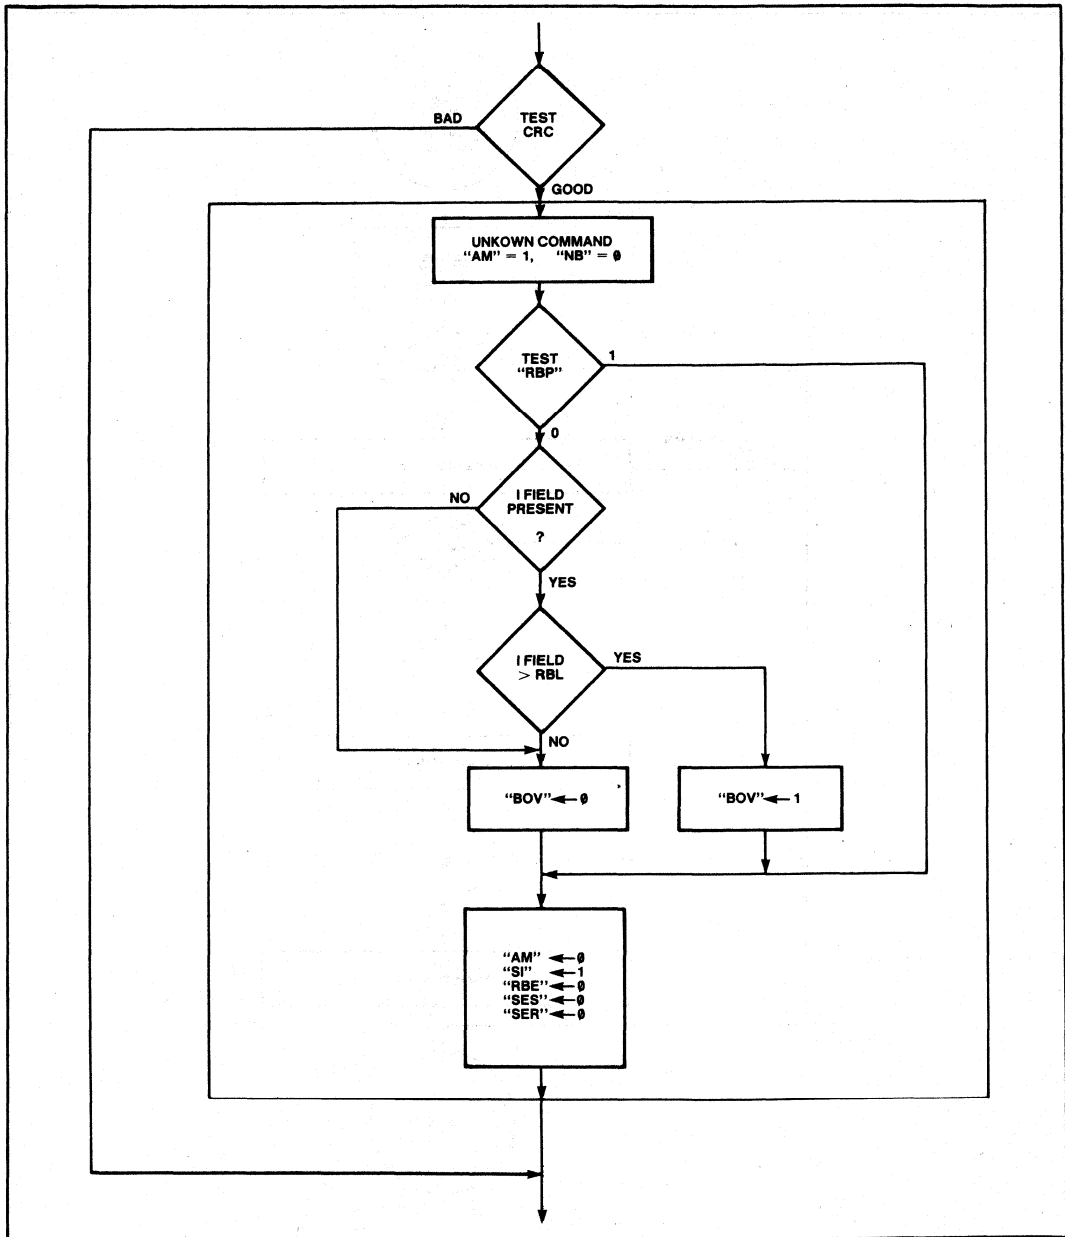 TEST
CRC
BAD
GOOD
UNKOWN COMMAND
“AM” = 1, “NB” = 0
TEST
“RBP”
1
0
I FIELD
PRESENT
?
NO
YES
I FIELD
> RBL
YES
NO
“BOV” ← 0
“BOV” ← 1
“AM” ← 0
“SI” ← 1
“RBE” ← 0
“SES” ← 0
“SER” ← 0